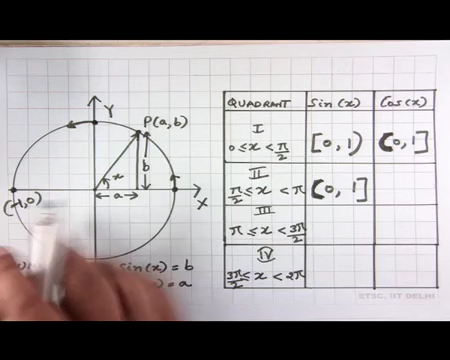 Y
P(a, b)
b
x
a
X
(-1,0)
sin(x) = b
= a
QUADRANT Sin(x) Cos(x)
I
0 ≤ x < π/2 [0, 1) (0, 1]
II
π/2 ≤ x < π (0, 1]
III
π ≤ x < 3π/2
IV
3π/2 ≤ x < 2π
ETSC, IIT DELHI